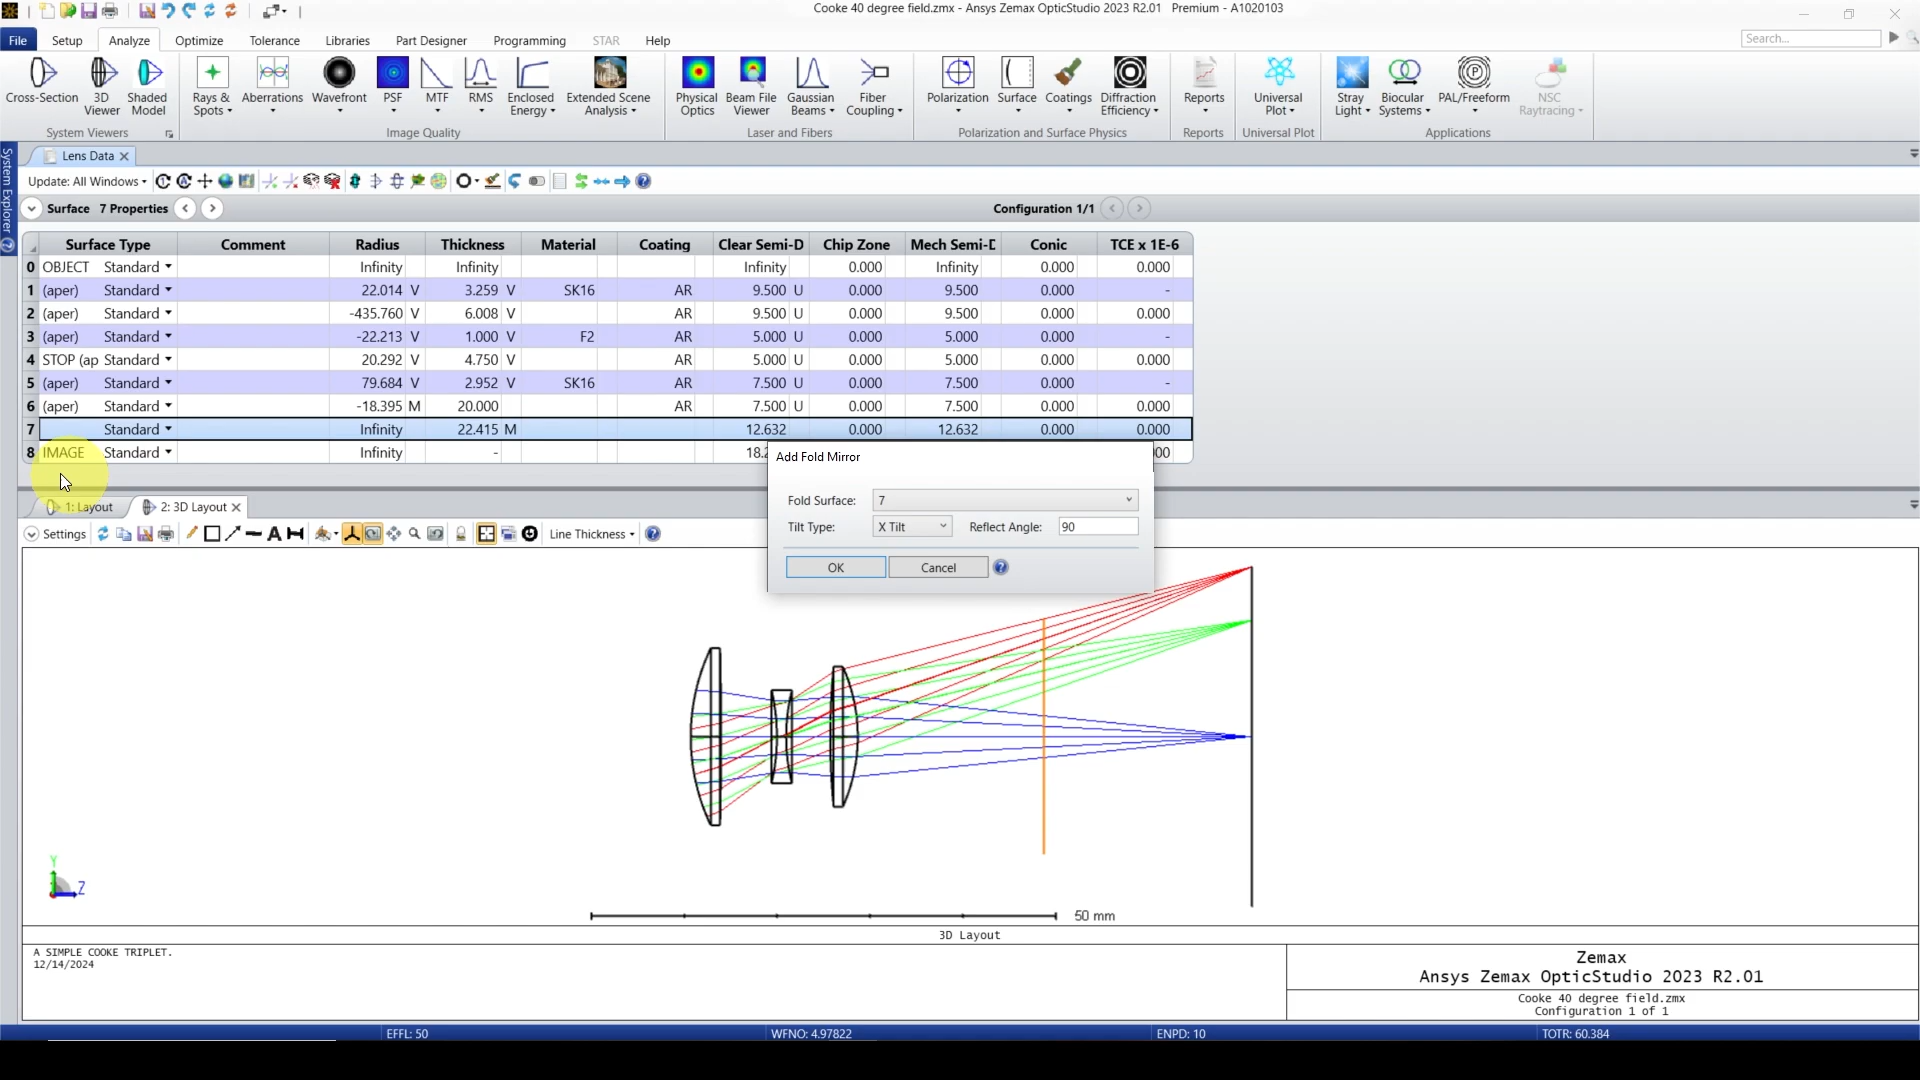 Cooke 40 degree field.zmx - Ansys Zemax OpticStudio 2023 R2.01 Premium - A1020103
File Setup Analyze Optimize Tolerance Libraries Part Designer Programming STAR Help Search...
Cross-Section 3D Viewer Shaded Model Rays & Spots Aberrations Wavefront PSF MTF RMS Enclosed Energy Extended Scene Analysis Physical Optics Beam File Viewer Gaussian Beams Fiber Coupling Polarization Surface Coatings Diffraction Efficiency Reports Universal Plot Stray Light Biocular Systems PAL/Freeform NSC Raytracing
System Viewers Image Quality Laser and Fibers Polarization and Surface Physics Reports Universal Plot Applications
System Explorer
Lens Data
Update: All Windows
Surface 7 Properties Configuration 1/1
Surface Type Comment Radius Thickness Material Coating Clear Semi-D Chip Zone Mech Semi-D Conic TCE x 1E-6
0 OBJECT Standard Infinity Infinity Infinity 0.000 Infinity 0.000 0.000
1 (aper) Standard 22.014 V 3.259 V SK16 AR 9.500 U 0.000 9.500 0.000 -
2 (aper) Standard -435.760 V 6.008 V AR 9.500 U 0.000 9.500 0.000 0.000
3 (aper) Standard -22.213 V 1.000 V F2 AR 5.000 U 0.000 5.000 0.000 -
4 STOP (ap Standard 20.292 V 4.750 V AR 5.000 U 0.000 5.000 0.000 0.000
5 (aper) Standard 79.684 V 2.952 V SK16 AR 7.500 U 0.000 7.500 0.000 -
6 (aper) Standard -18.395 M 20.000 AR 7.500 U 0.000 7.500 0.000 0.000
7 Standard Infinity 22.415 M 12.632 0.000 12.632 0.000 0.000
8 IMAGE Standard Infinity - 18.2 00
Add Fold Mirror
Fold Surface: 7
Tilt Type: X Tilt Reflect Angle: 90
OK Cancel
1: Layout 2: 3D Layout
Settings Line Thickness
Y
Z
50 mm
3D Layout
A SIMPLE COOKE TRIPLET.
12/14/2024
Zemax
Ansys Zemax OpticStudio 2023 R2.01
Cooke 40 degree field.zmx
Configuration 1 of 1
EFFL: 50 WFNO: 4.97822 ENPD: 10 TOTR: 60.384